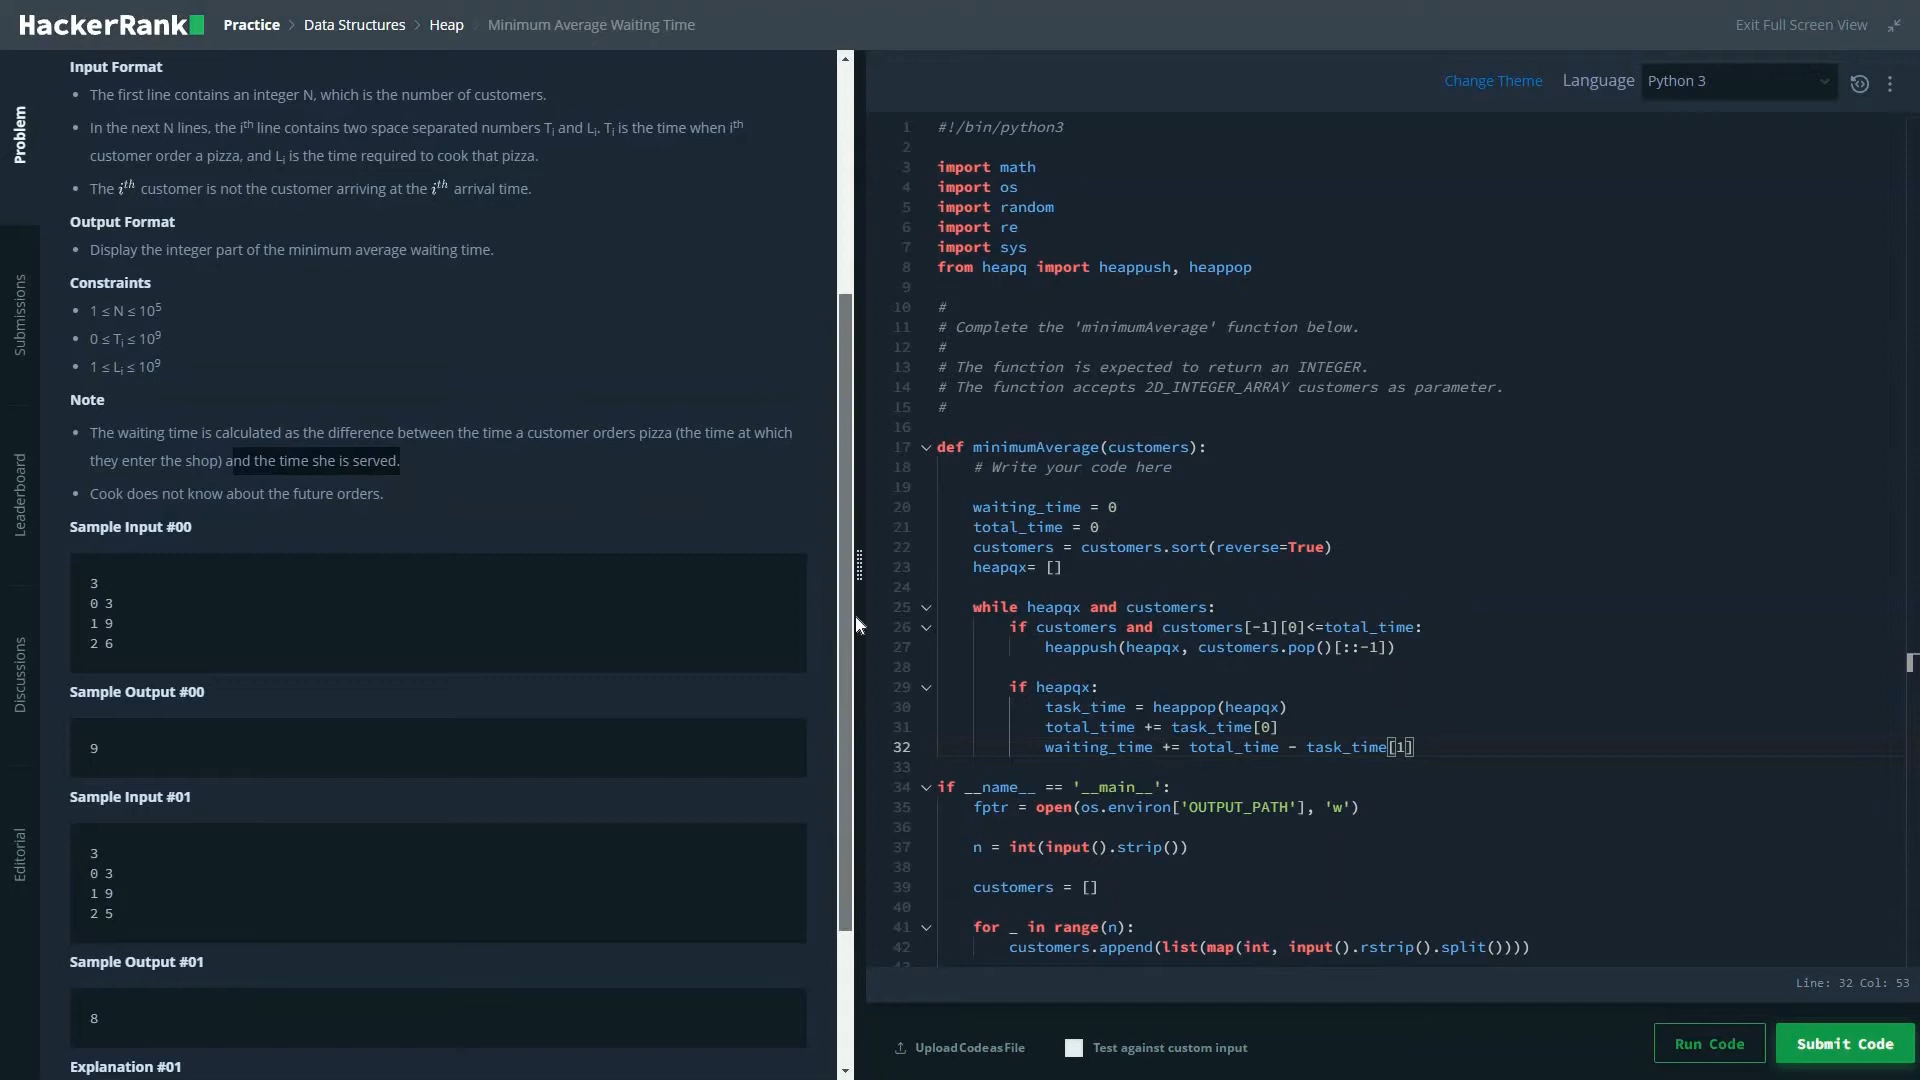 HackerRank
Practice > Data Structures > Heap > Minimum Average Waiting Time
Exit Full Screen View
Problem
Submissions
Leaderboard
Discussions
Editorial
Input Format
• The first line contains an integer N, which is the number of customers.
• In the next N lines, the ith line contains two space separated numbers Ti and Li. Ti is the time when ith
customer order a pizza, and Li is the time required to cook that pizza.
• The ith customer is not the customer arriving at the ith arrival time.
Output Format
• Display the integer part of the minimum average waiting time.
Constraints
• 1 ≤ N ≤ 10^5
• 0 ≤ Ti ≤ 10^9
• 1 ≤ Li ≤ 10^9
Note
• The waiting time is calculated as the difference between the time a customer orders pizza (the time at which
they enter the shop) and the time she is served.
• Cook does not know about the future orders.
Sample Input #00
3
0 3
1 9
2 6
Sample Output #00
9
Sample Input #01
3
0 3
1 9
2 5
Sample Output #01
8
Explanation #01
Change Theme
Language
Python 3
1 #!/bin/python3
2
3 import math
4 import os
5 import random
6 import re
7 import sys
8 from heapq import heappush, heappop
9
10 #
11 # Complete the 'minimumAverage' function below.
12 #
13 # The function is expected to return an INTEGER.
14 # The function accepts 2D_INTEGER_ARRAY customers as parameter.
15 #
16
17 def minimumAverage(customers):
18     # Write your code here
19
20     waiting_time = 0
21     total_time = 0
22     customers = customers.sort(reverse=True)
23     heapqx= []
24
25     while heapqx and customers:
26         if customers and customers[-1][0]<=total_time:
27             heappush(heapqx, customers.pop()[::-1])
28
29         if heapqx:
30             task_time = heappop(heapqx)
31             total_time += task_time[0]
32             waiting_time += total_time - task_time[1]
33
34 if __name__ == '__main__':
35     fptr = open(os.environ['OUTPUT_PATH'], 'w')
36
37     n = int(input().strip())
38
39     customers = []
40
41     for _ in range(n):
42         customers.append(list(map(int, input().rstrip().split())))
43
Line: 32 Col: 53
Upload Code as File
Test against custom input
Run Code
Submit Code